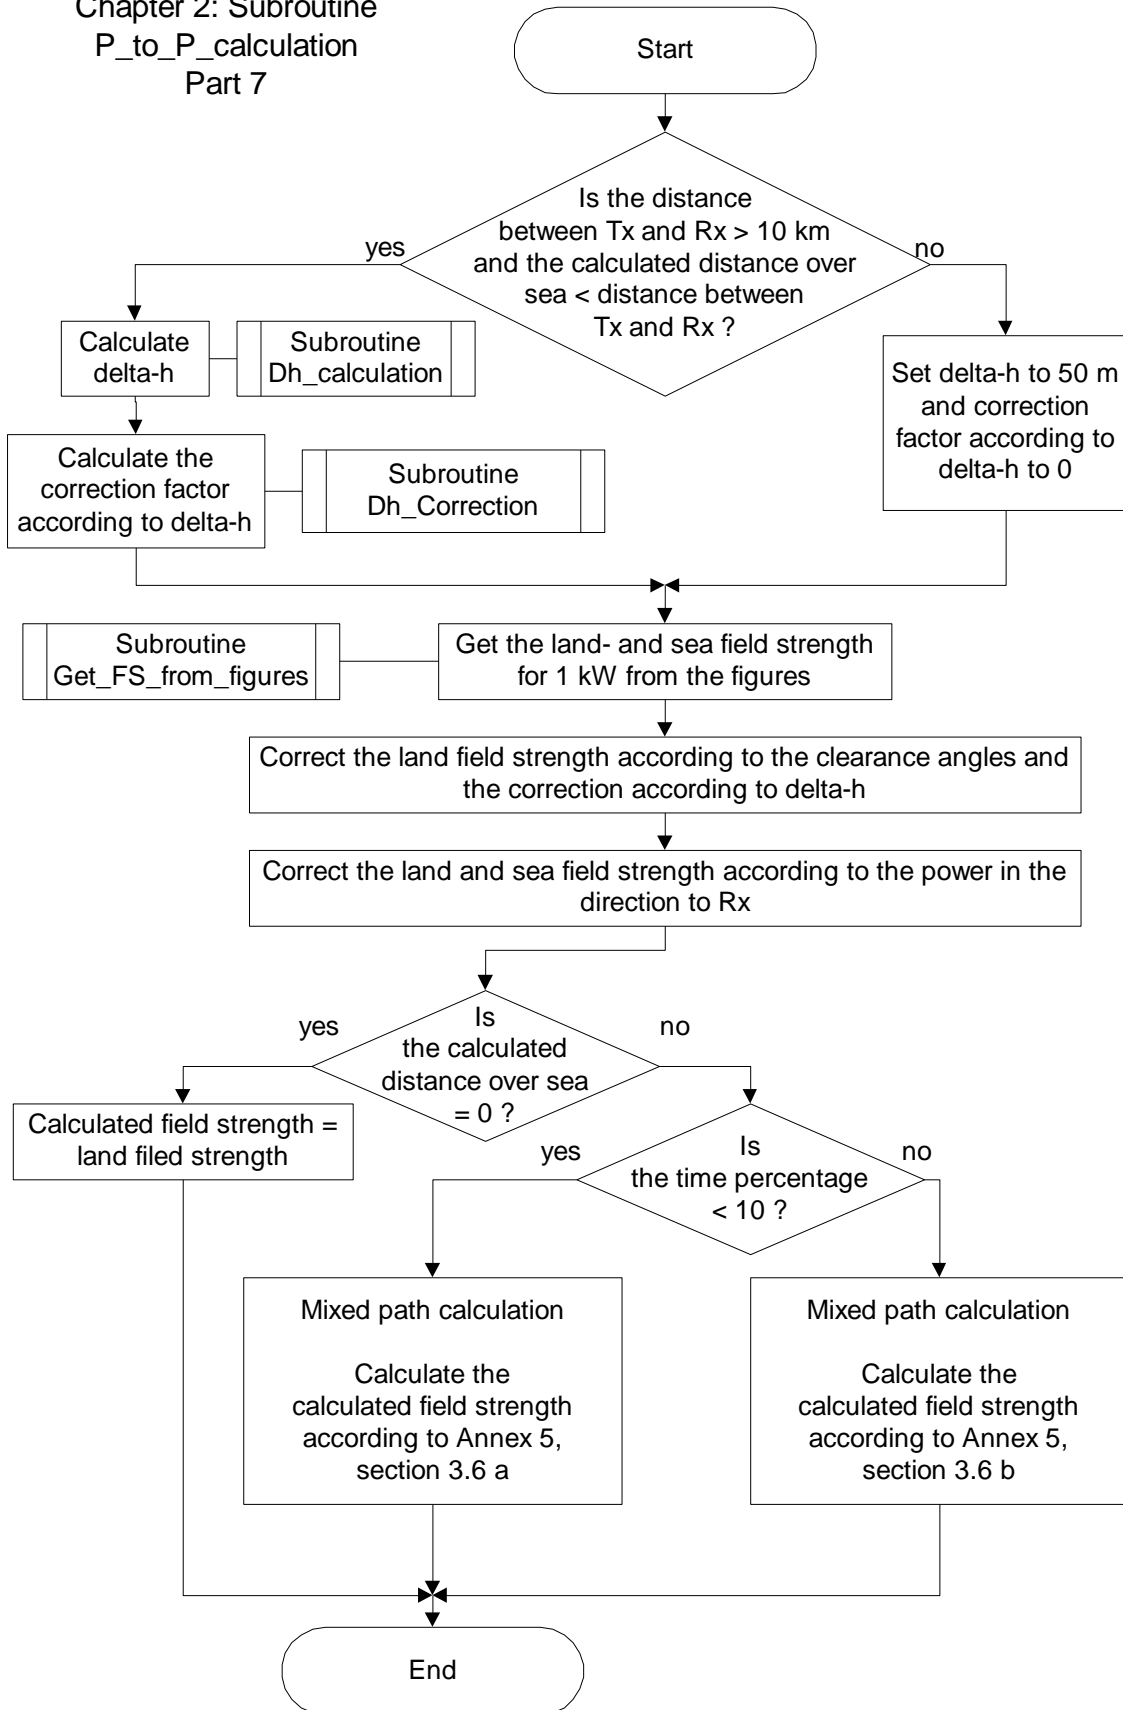 Chapter 2: Subroutine
P_to_P_calculation
Part 7
Start
Is the distance
between Tx and Rx > 10 km
and the calculated distance over
sea < distance between
Tx and Rx ?
yes
no
Calculate
delta-h
Subroutine
Dh_calculation
Set delta-h to 50 m
and correction
factor according to
delta-h to 0
Calculate the
correction factor
according to delta-h
Subroutine
Dh_Correction
Subroutine
Get_FS_from_figures
Get the land- and sea field strength
for 1 kW from the figures
Correct the land field strength according to the clearance angles and
the correction according to delta-h
Correct the land and sea field strength according to the power in the
direction to Rx
Is
the calculated
distance over sea
= 0 ?
yes
no
Calculated field strength =
land filed strength
Is
the time percentage
< 10 ?
yes
no
Mixed path calculation
Calculate the
calculated field strength
according to Annex 5,
section 3.6 a
Mixed path calculation
Calculate the
calculated field strength
according to Annex 5,
section 3.6 b
End